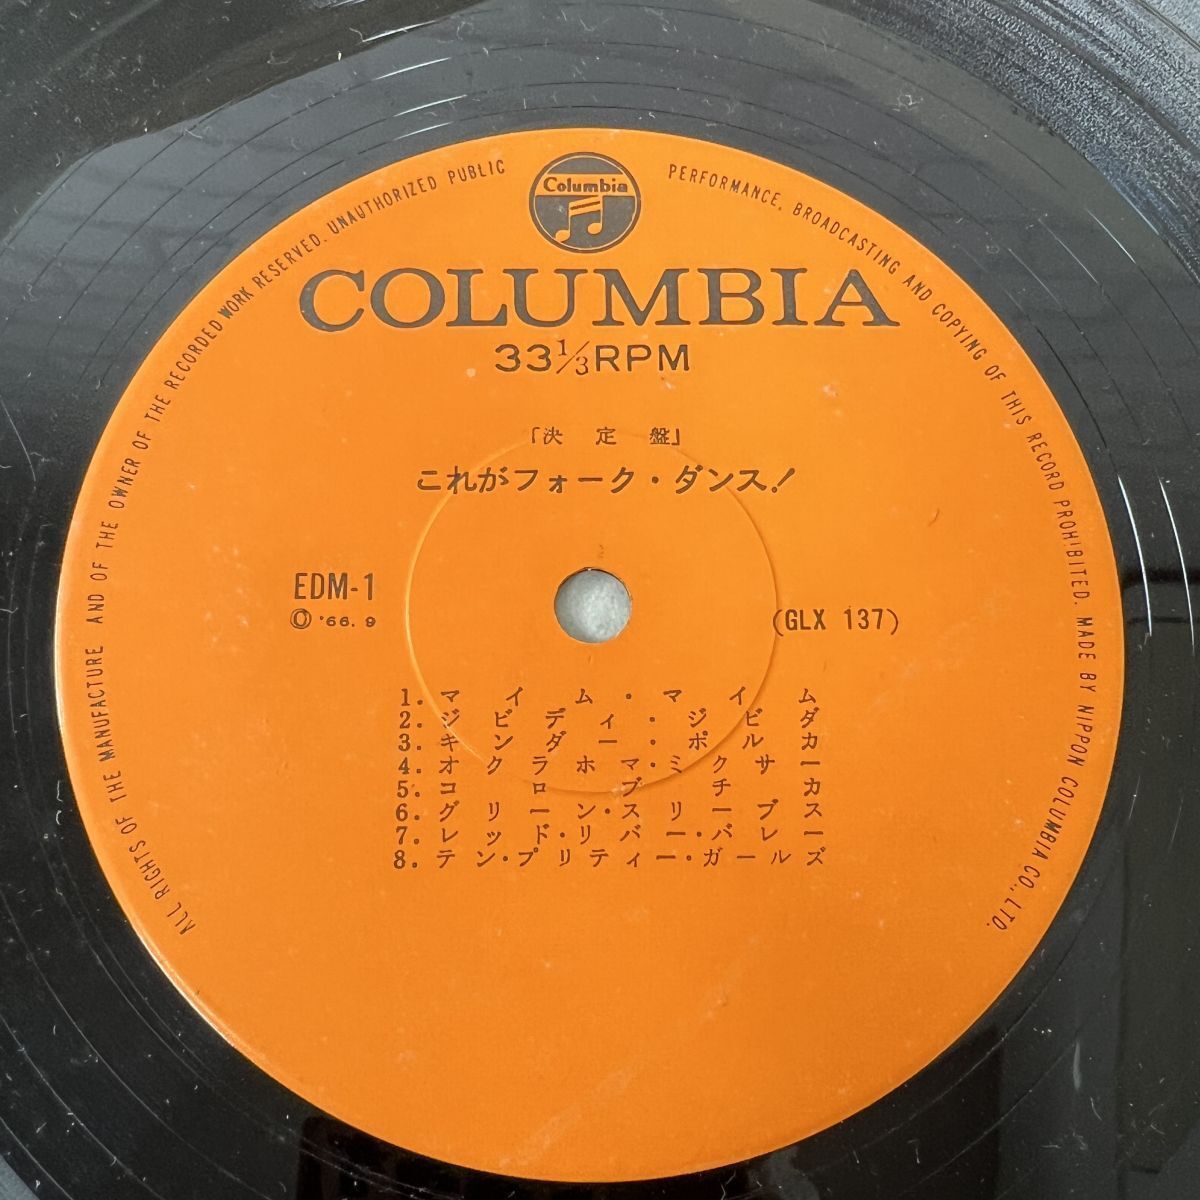 ALL RIGHTS OF THE MANUFACTURE AND OF THE OWNER OF THE RECORDED WORK RESERVED. UNAUTHORIZED PUBLIC PERFORMANCE, BROADCASTING AND COPYING OF THIS RECORD PROHIBITED. MADE BY NIPPON COLUMBIA CO., LTD.
Columbia
COLUMBIA
33 1/3 RPM
「決定盤」
これがフォーク・ダンス!
EDM-1
Ⓒ '66. 9
(GLX 137)
1. マイム・マイム
2. ジビディ・ジビダ
3. キンダー・ポルカ
4. オクラホマ・ミクサー
5. コロブチカ
6. グリーン・スリーブス
7. レッド・リバー・バレー
8. テン・プリティー・ガールズ